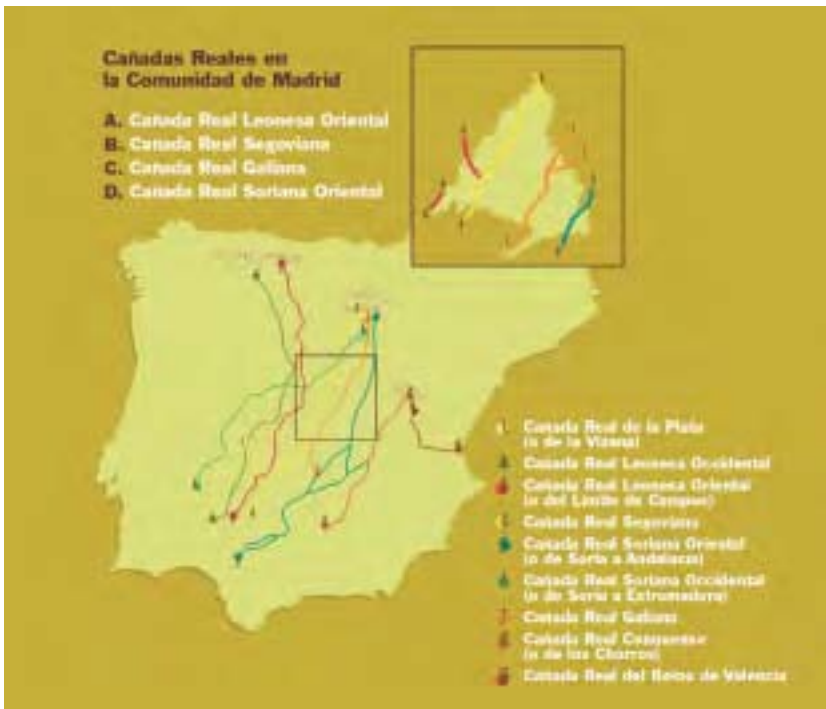 Cañadas Reales en
la Comunidad de Madrid
A. Cañada Real Leonesa Oriental
B. Cañada Real Segoviana
C. Cañada Real Galiana
D. Cañada Real Soriana Oriental
Cañada Real de la Plata
(o de la Vizana)
Cañada Real Leonesa Occidental
Cañada Real Leonesa Oriental
(o del Límite de Campos)
Cañada Real Segoviana
Cañada Real Soriana Oriental
(o de Soria a Andalucía)
Cañada Real Soriana Occidental
(o de Soria a Extremadura)
Cañada Real Galiana
Cañada Real Conquense
(o de los Chorros)
Cañada Real del Reino de Valencia